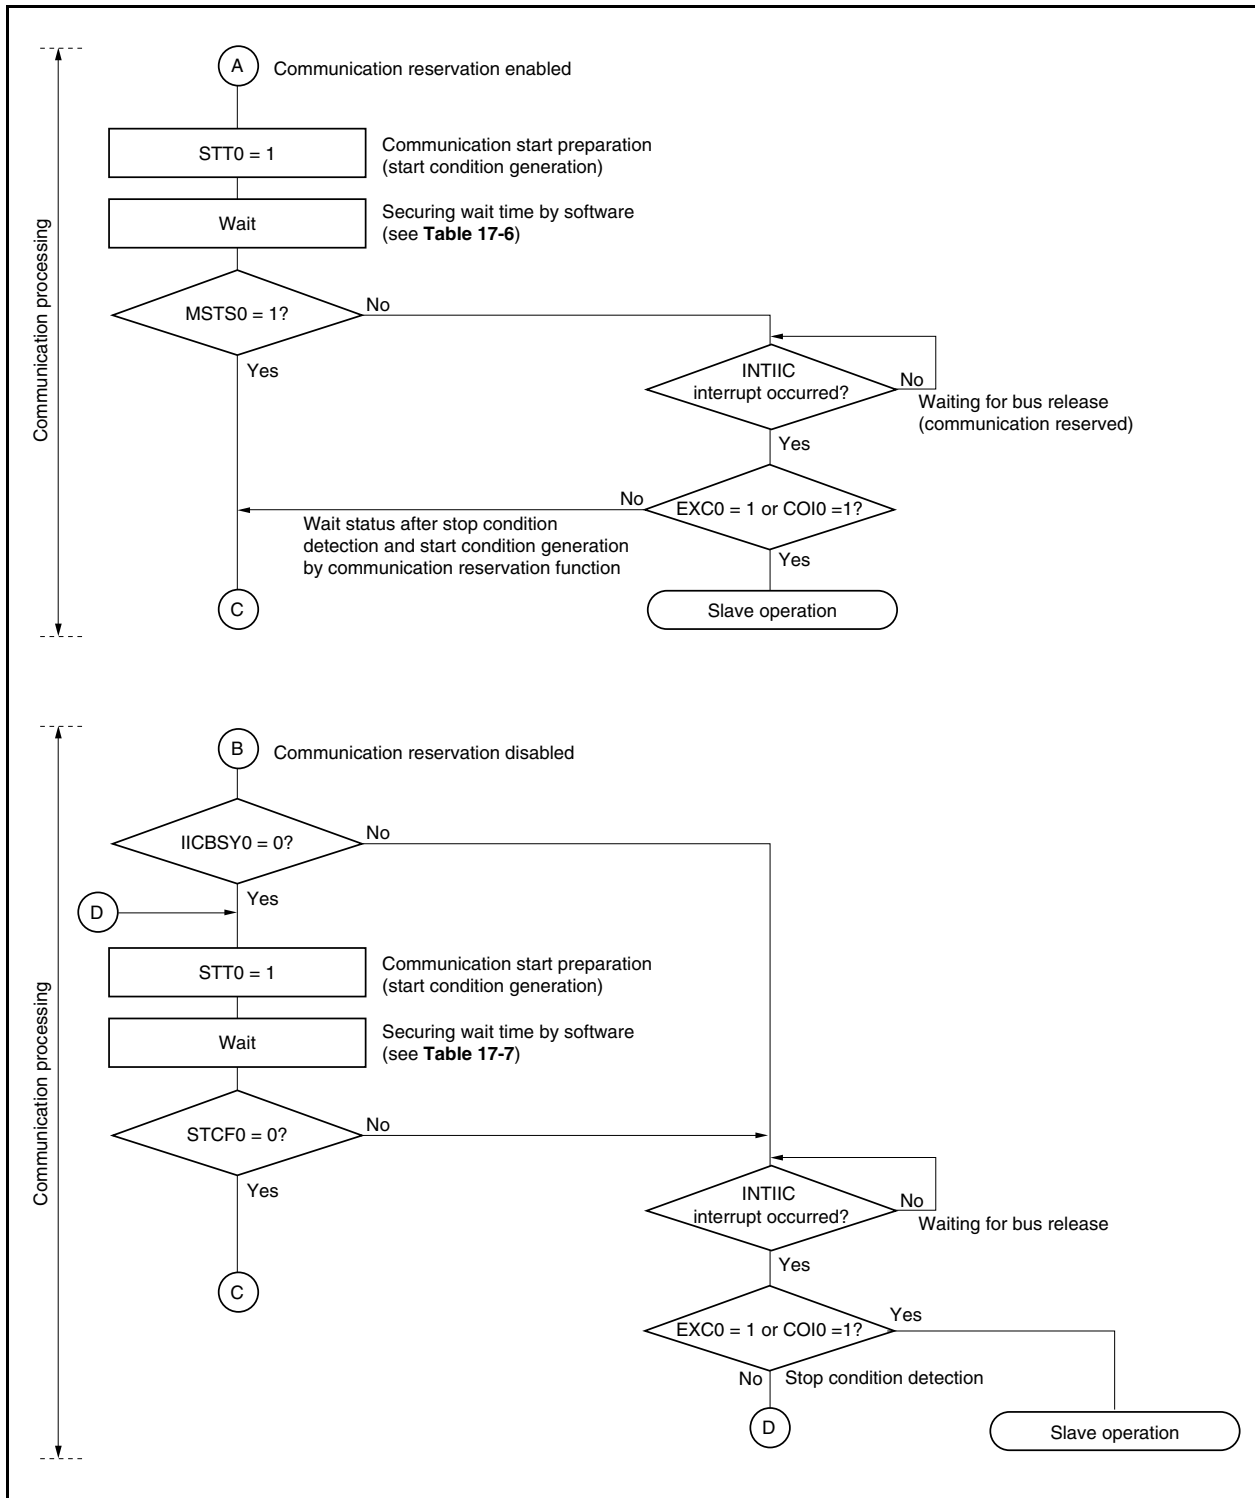 A
Communication reservation enabled
STT0 = 1
Communication start preparation
(start condition generation)
Wait
Securing wait time by software
(see Table 17-6)
MSTS0 = 1?
No
Yes
INTIIC
interrupt occurred?
No
Waiting for bus release
(communication reserved)
Yes
EXC0 = 1 or COI0 =1?
No
Wait status after stop condition
detection and start condition generation
by communication reservation function
Yes
C
Slave operation
Communication processing
B
Communication reservation disabled
IICBSY0 = 0?
No
Yes
D
STT0 = 1
Communication start preparation
(start condition generation)
Wait
Securing wait time by software
(see Table 17-7)
STCF0 = 0?
No
Yes
INTIIC
interrupt occurred?
No
Waiting for bus release
Yes
C
EXC0 = 1 or COI0 =1?
Yes
No
Stop condition detection
D
Slave operation
Communication processing